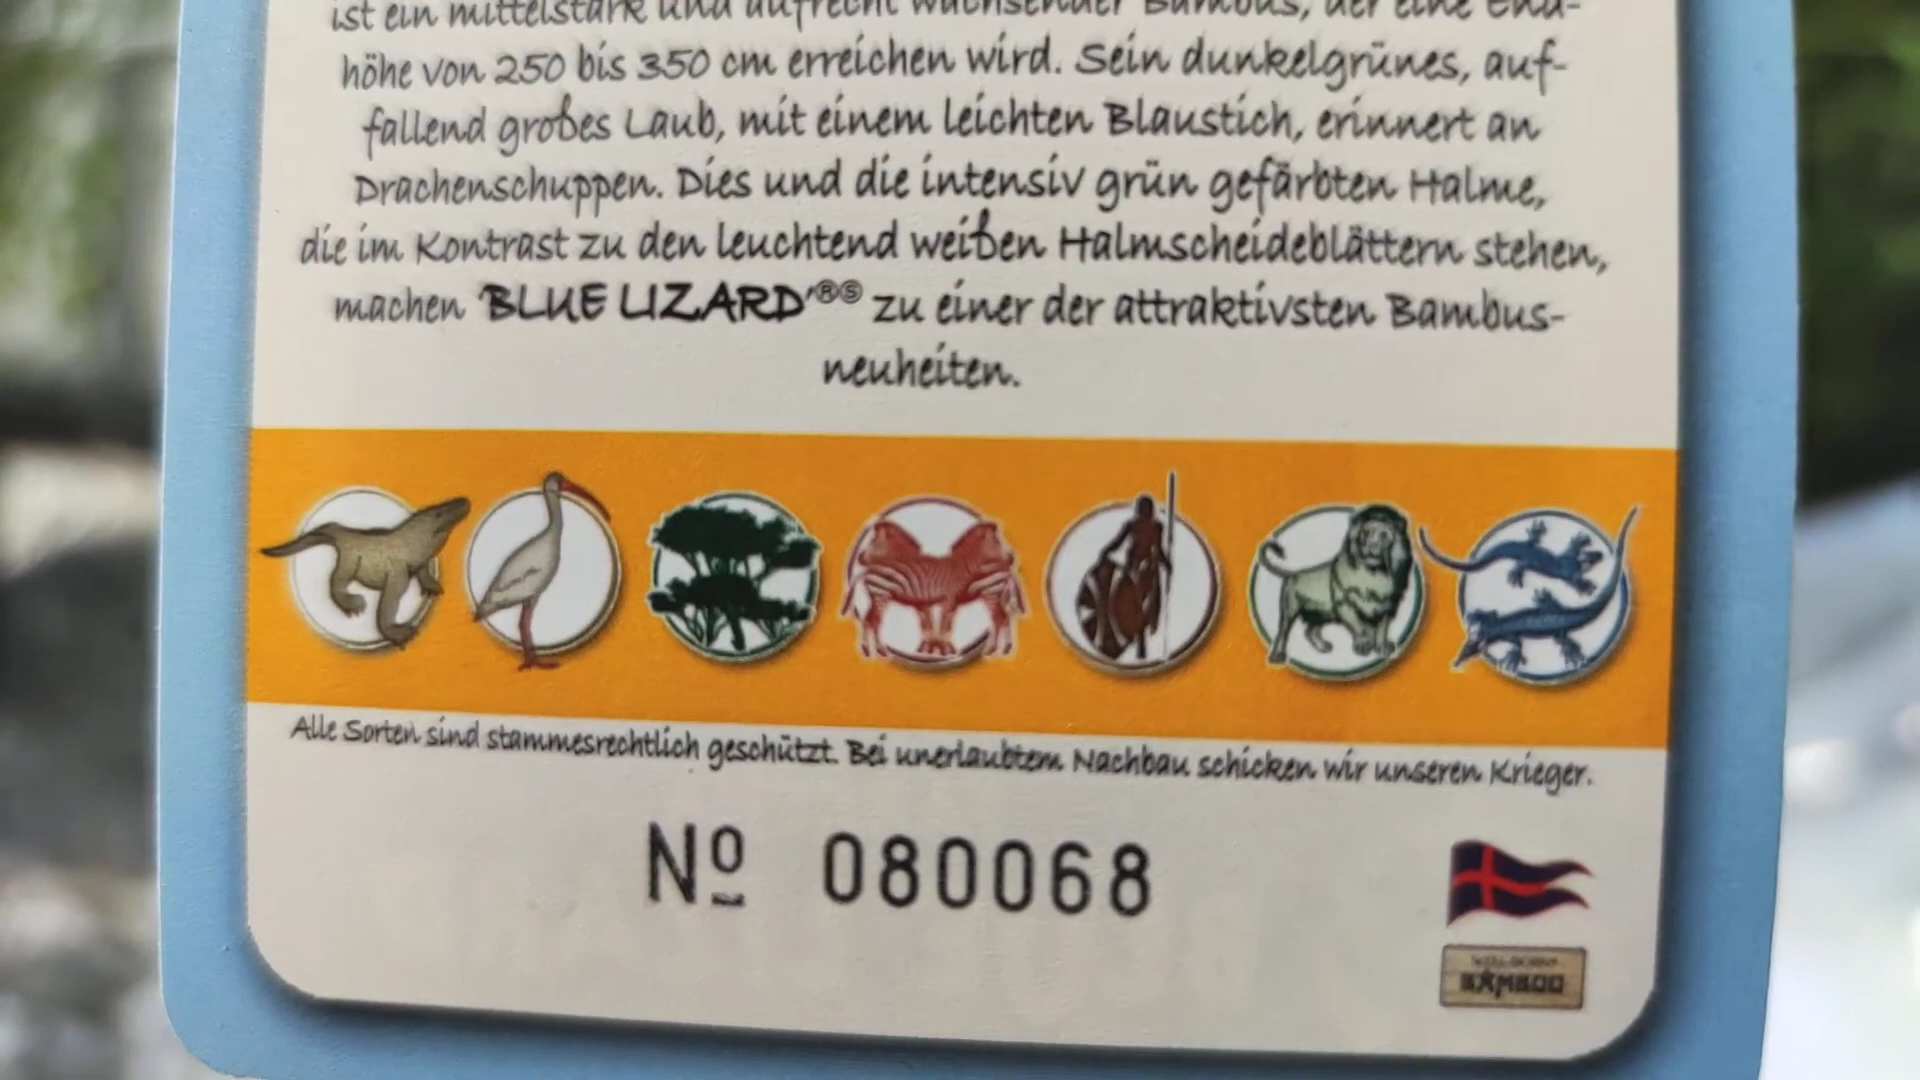 ist ein mittelstark und aufrecht wachsender Bambus, der eine End-
höhe von 250 bis 350 cm erreichen wird. Sein dunkelgrünes, auf-
fallend großes Laub, mit einem leichten Blaustich, erinnert an
Drachenschuppen. Dies und die intensiv grün gefärbten Halme,
die im Kontrast zu den leuchtend weißen Halmscheideblättern stehen,
machen 'BLUE LIZARD'®Ⓢ zu einer der attraktivsten Bambus-
neuheiten.
Alle Sorten sind stammesrechtlich geschützt. Bei unerlaubtem Nachbau schicken wir unseren Krieger.
Nº 080068
BAMBOO